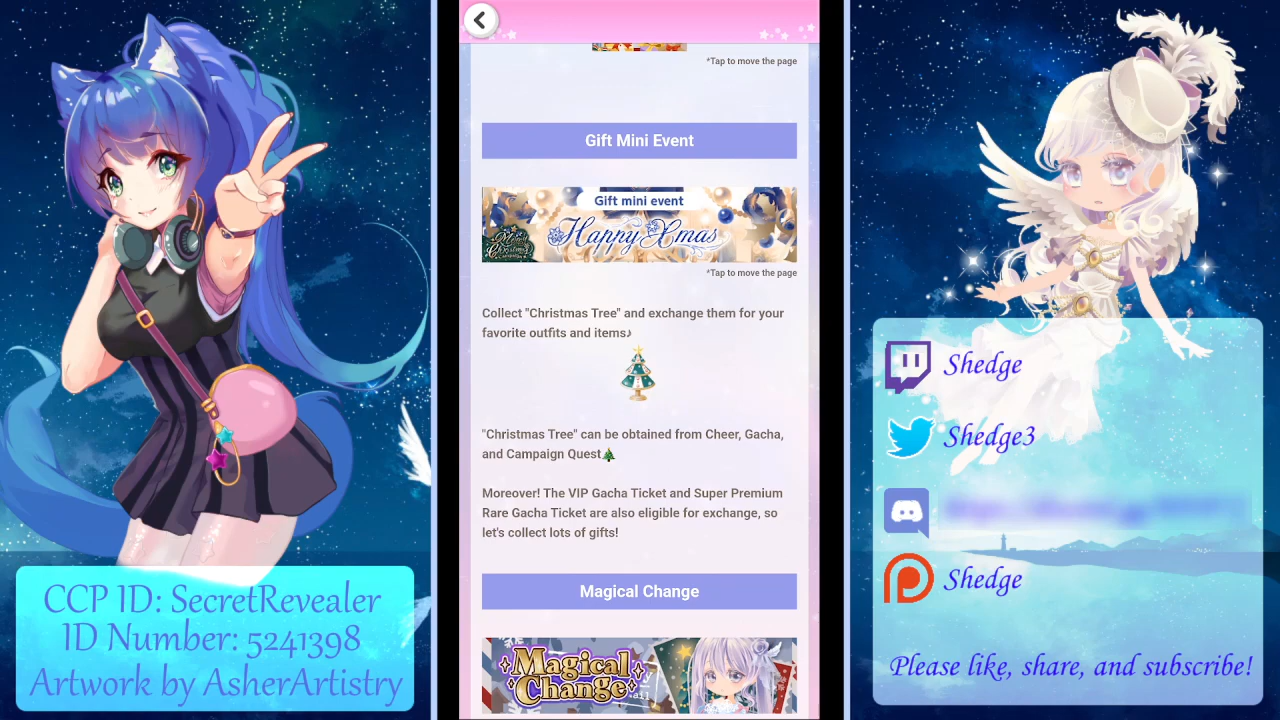 CCP ID: SecretRevealer
ID Number: 5241398
Artwork by AsherArtistry
*Tap to move the page
Gift Mini Event
Gift mini event
Happy Xmas
*Tap to move the page
Collect "Christmas Tree" and exchange them for your
favorite outfits and items♪
"Christmas Tree" can be obtained from Cheer, Gacha,
and Campaign Quest🎄
Moreover! The VIP Gacha Ticket and Super Premium
Rare Gacha Ticket are also eligible for exchange, so
let's collect lots of gifts!
Magical Change
Magical
Change
Shedge
Shedge3
Shedge
Please like, share, and subscribe!